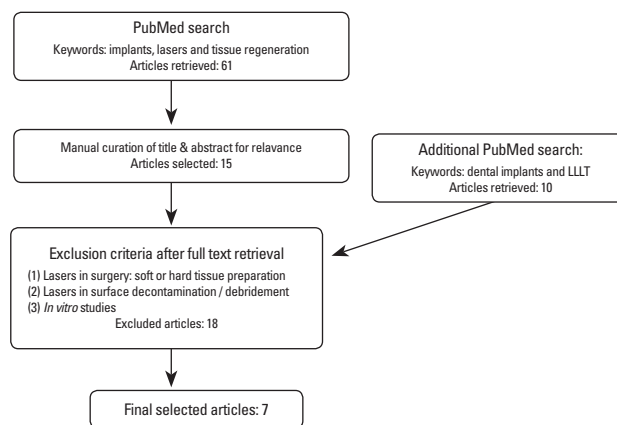 PubMed search
Keywords: implants, lasers and tissue regeneration
Articles retrieved: 61
Manual curation of title & abstract for relavance
Articles selected: 15
Additional PubMed search:
Keywords: dental implants and LLLT
Articles retrieved: 10
Exclusion criteria after full text retrieval
(1) Lasers in surgery: soft or hard tissue preparation
(2) Lasers in surface decontamination / debridement
(3) In vitro studies
Excluded articles: 18
Final selected articles: 7